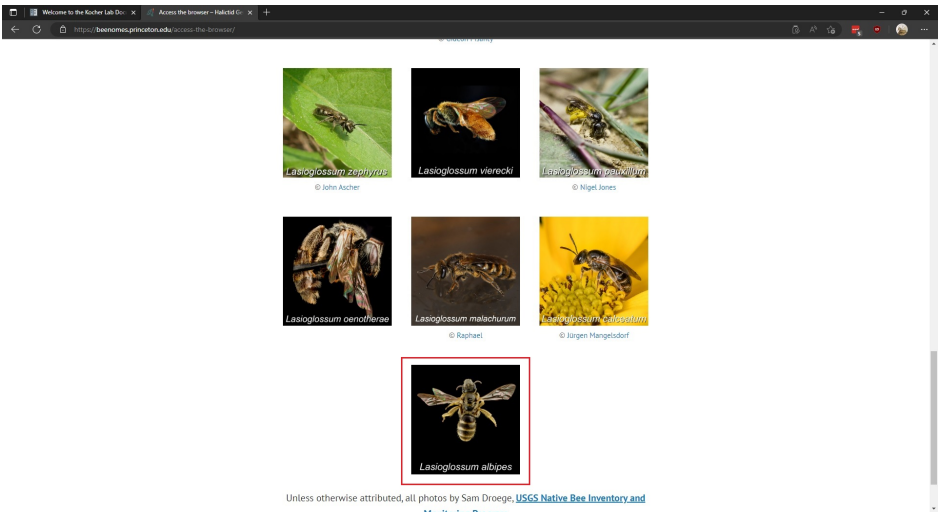 Welcome to the Kocher Lab Doc
Access the browser – Halictid Ge
https://beenomes.princeton.edu/access-the-browser/
Lasioglossum zephyrus
Lasioglossum vierecki
Lasioglossum pauxillum
© John Ascher
© Nigel Jones
Lasioglossum oenotherae
Lasioglossum malachurum
Lasioglossum calceatum
© Raphael
© Jürgen Mangelsdorf
Lasioglossum albipes
Unless otherwise attributed, all photos by Sam Droege, USGS Native Bee Inventory and